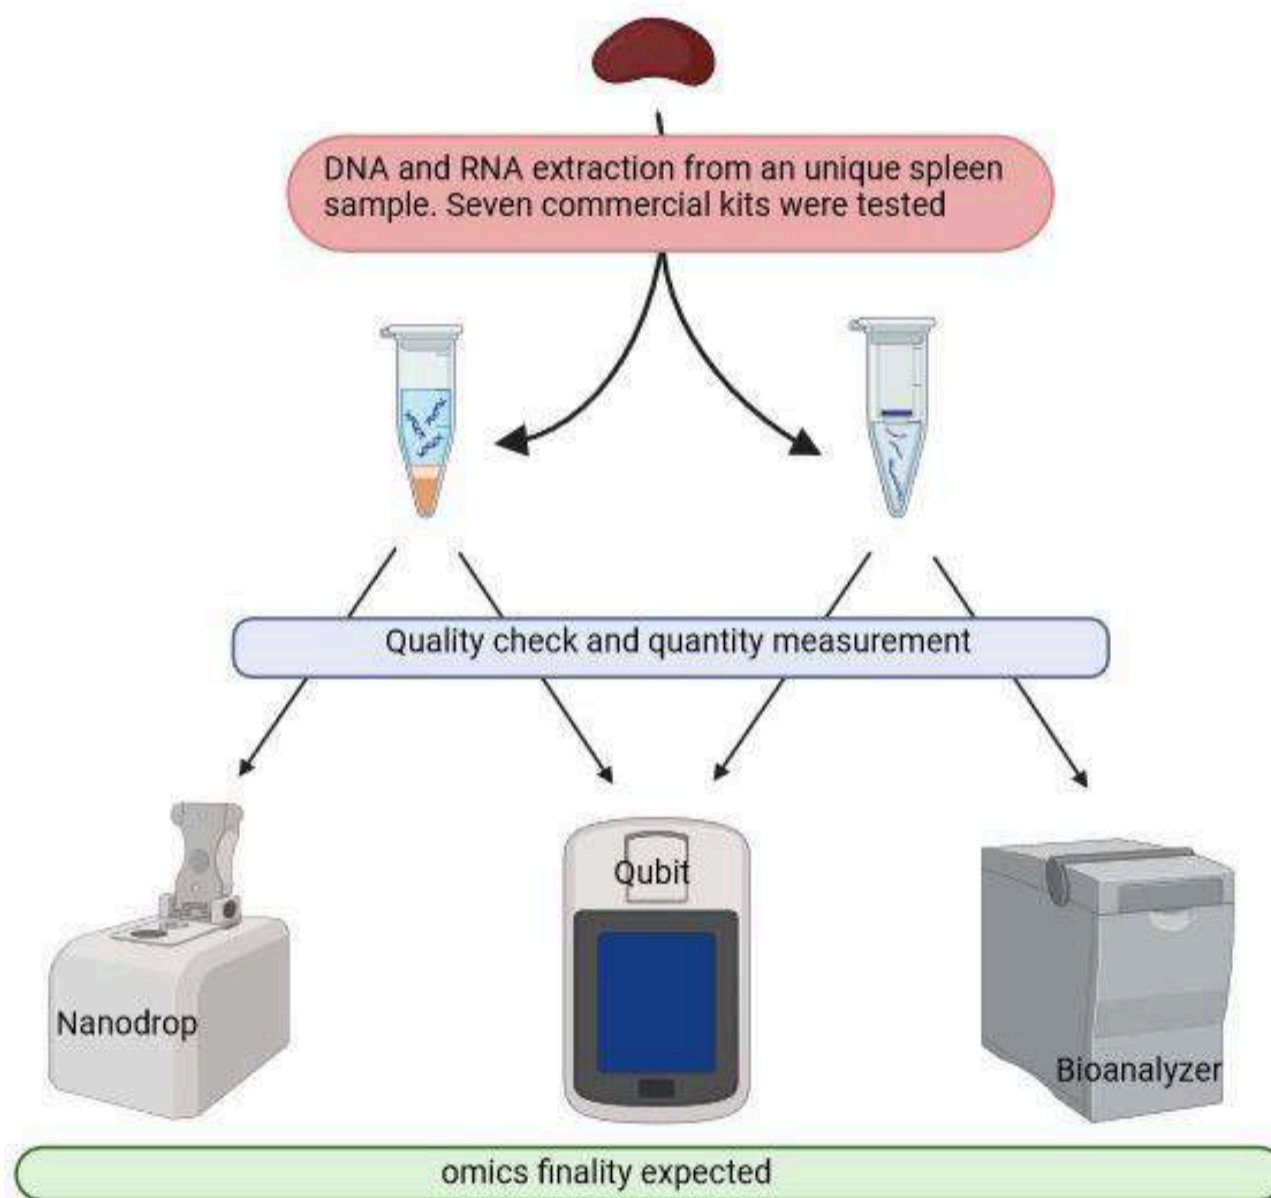 DNA and RNA extraction from an unique spleen
sample. Seven commercial kits were tested
Quality check and quantity measurement
Qubit
Nanodrop
Bioanalyzer
omics finality expected